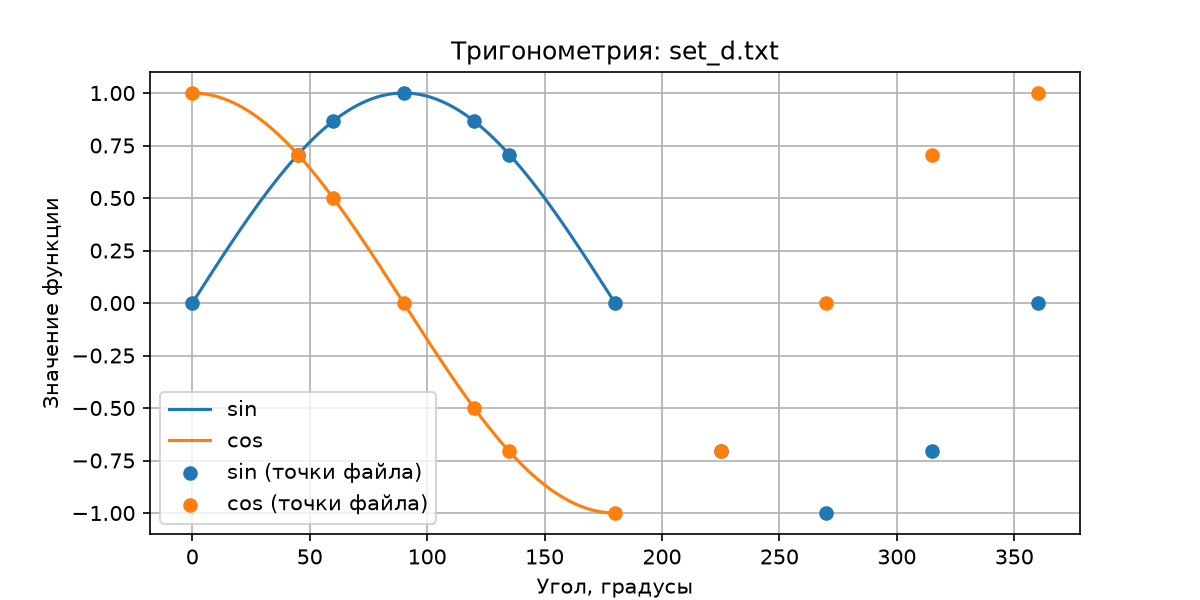 Тригонометрия: set_d.txt
1.00
0.75
0.50
0.25
0.00
−0.25
−0.50
−0.75
−1.00
Значение функции
sin
cos
sin (точки файла)
cos (точки файла)
0 50 100 150 200 250 300 350
Угол, градусы